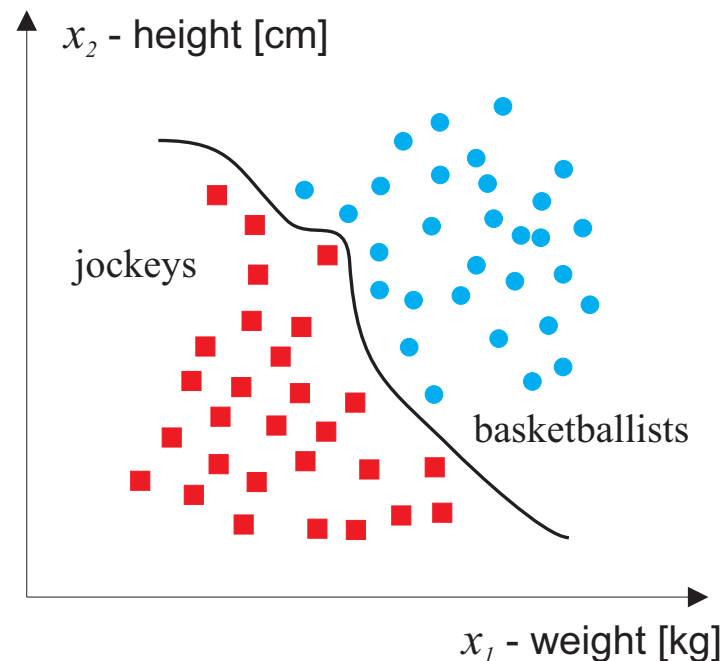 x₂ - height [cm]
jockeys
basketballists
x₁ - weight [kg]